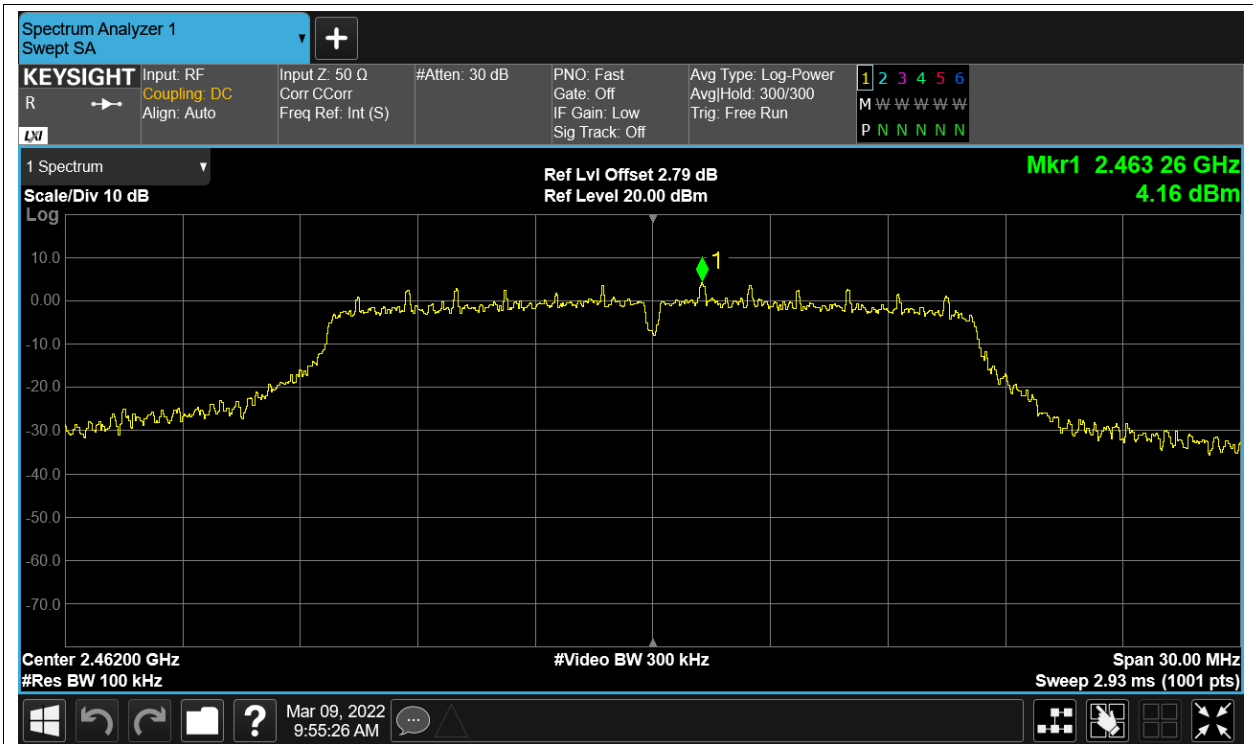 Spectrum Analyzer 1
Swept SA
KEYSIGHT
R
LXI
Input: RF
Coupling: DC
Align: Auto
Input Z: 50 Ω
Corr CCorr
Freq Ref: Int (S)
#Atten: 30 dB
PNO: Fast
Gate: Off
IF Gain: Low
Sig Track: Off
Avg Type: Log-Power
Avg|Hold: 300/300
Trig: Free Run
1 2 3 4 5 6
M W W W W W
P N N N N N
1 Spectrum
Scale/Div 10 dB
Ref Lvl Offset 2.79 dB
Ref Level 20.00 dBm
Mkr1 2.463 26 GHz
4.16 dBm
Log
10.0
0.00
-10.0
-20.0
-30.0
-40.0
-50.0
-60.0
-70.0
1
Center 2.46200 GHz
#Res BW 100 kHz
#Video BW 300 kHz
Span 30.00 MHz
Sweep 2.93 ms (1001 pts)
?
Mar 09, 2022
9:55:26 AM